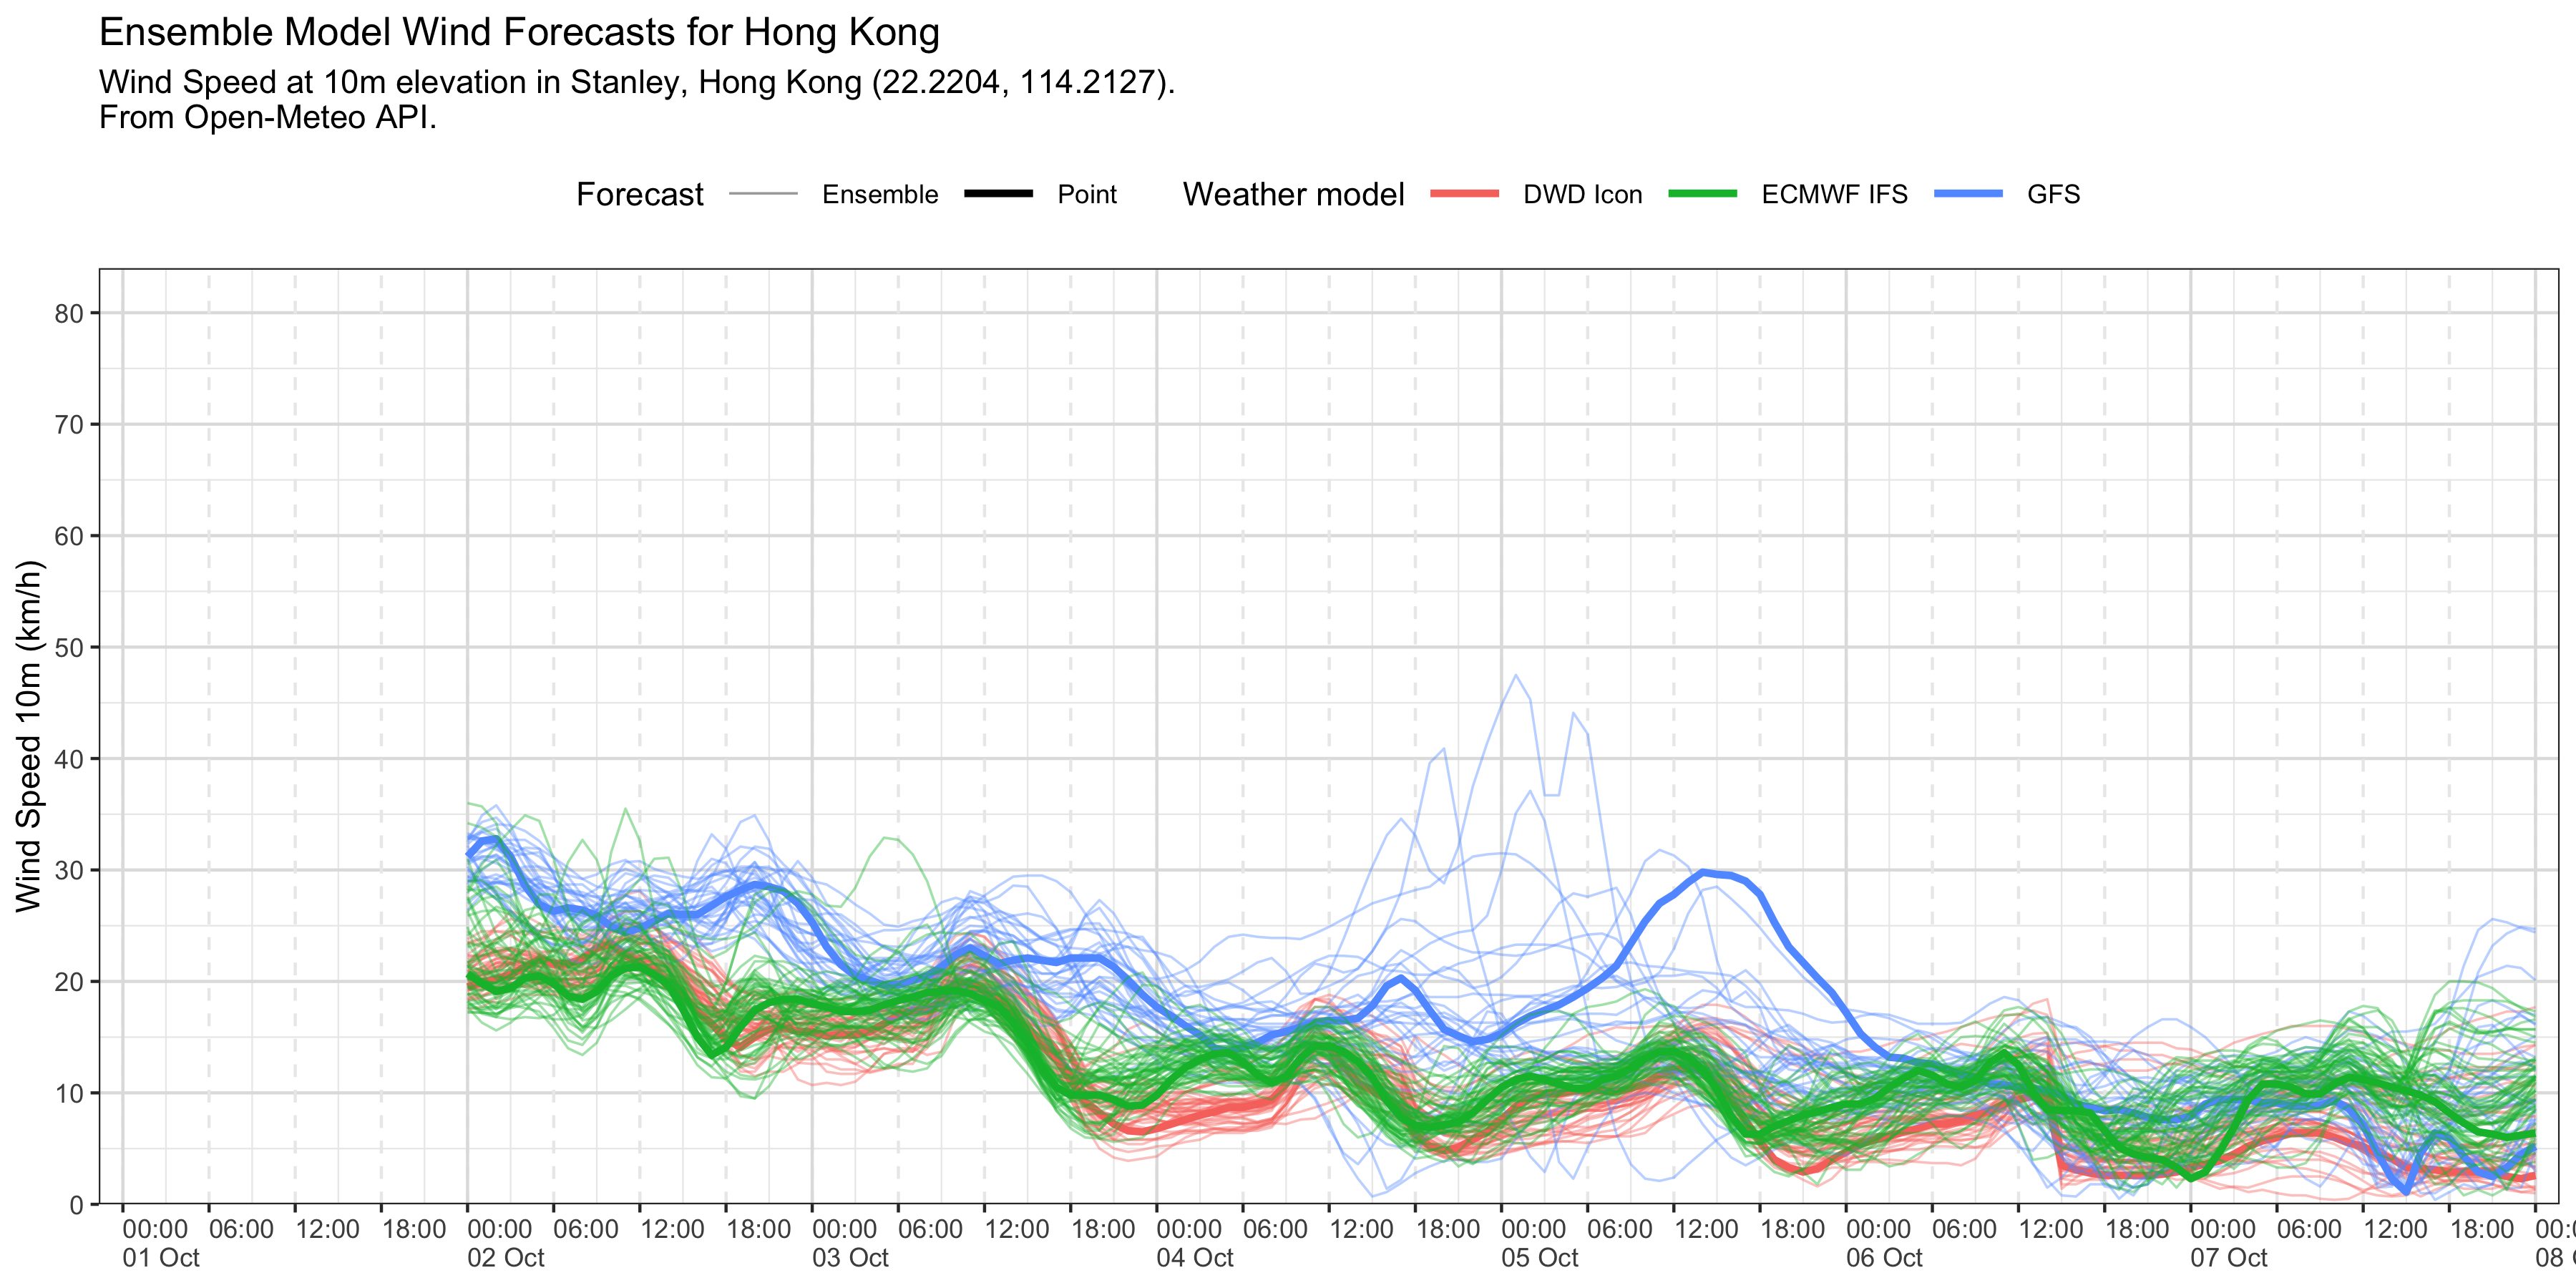 Ensemble Model Wind Forecasts for Hong Kong
Wind Speed at 10m elevation in Stanley, Hong Kong (22.2204, 114.2127).
From Open-Meteo API.
Forecast Ensemble Point Weather model DWD Icon ECMWF IFS GFS
Wind Speed 10m (km/h)
80
70
60
50
40
30
20
10
0
00:00 06:00 12:00 18:00 00:00 06:00 12:00 18:00 00:00 06:00 12:00 18:00 00:00 06:00 12:00 18:00 00:00 06:00 12:00 18:00 00:00 06:00 12:00 18:00 00:00 06:00 12:00 18:00
01 Oct 02 Oct 03 Oct 04 Oct 05 Oct 06 Oct 07 Oct 08